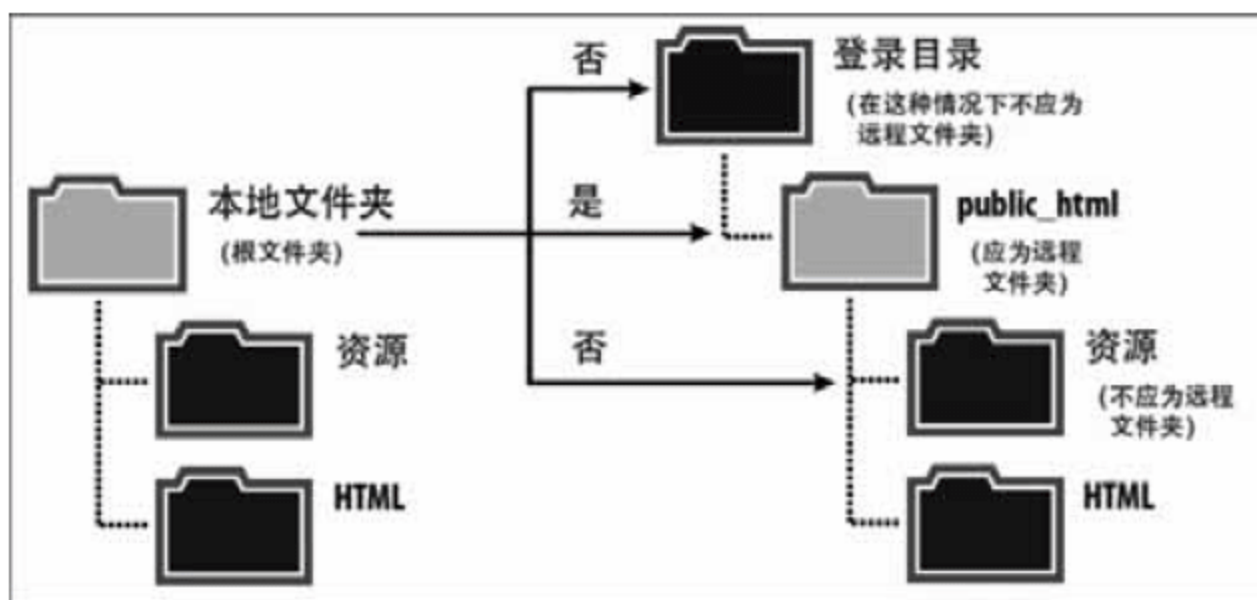 否
登录目录
(在这种情况下不应为
远程文件夹)
本地文件夹
(根文件夹)
是
public_html
(应为远程
文件夹)
资源
否
资源
(不应为远程
文件夹)
HTML
HTML